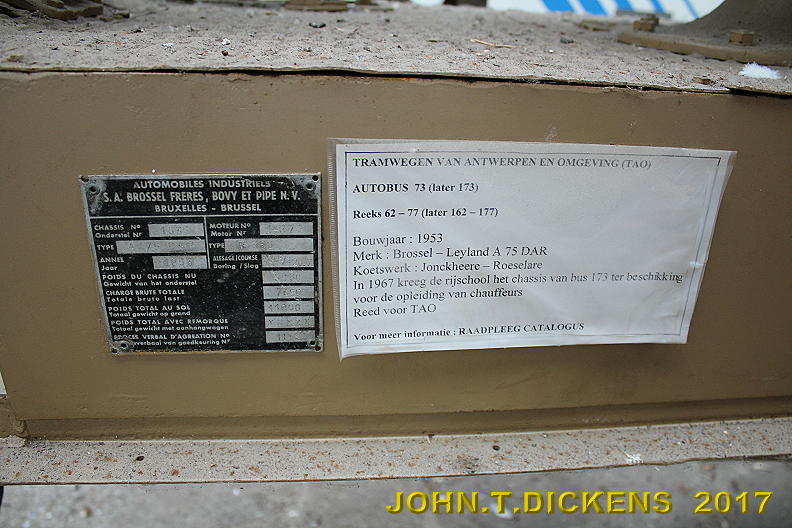 AUTOMOBILES INDUSTRIELS
S.A. BROSSEL FRERES, BOVY ET PIPE N.V.
BRUXELLES - BRUSSEL
CHASSIS Nº
Onderstel Nr
MOTEUR Nº
Motor Nr
TYPE
TYPE
ANNEE
Jaar
ALESAGE/COURSE
Boring / Slag
POIDS DU CHASSIS NU
Gewicht van het onderstel
CHARGE BRUTE TOTALE
Totale bruto last
POIDS TOTAL AU SOL
Totaal gewicht op grond
POIDS TOTAL AVEC REMORQUE
Totaal gewicht met aanhangwagen
PROCES VERBAL D'AGREATION Nº
verbaal van goedkeuring Nr
TRAMWEGEN VAN ANTWERPEN EN OMGEVING (TAO)
AUTOBUS 73 (later 173)
Reeks 62 – 77 (later 162 – 177)
Bouwjaar : 1953
Merk : Brossel – Leyland A 75 DAR
Koetswerk : Jonckheere – Roeselare
In 1967 kreeg de rijschool het chassis van bus 173 ter beschikking
voor de opleiding van chauffeurs
Reed voor TAO
Voor meer informatie : RAADPLEEG CATALOGUS
JOHN.T.DICKENS 2017